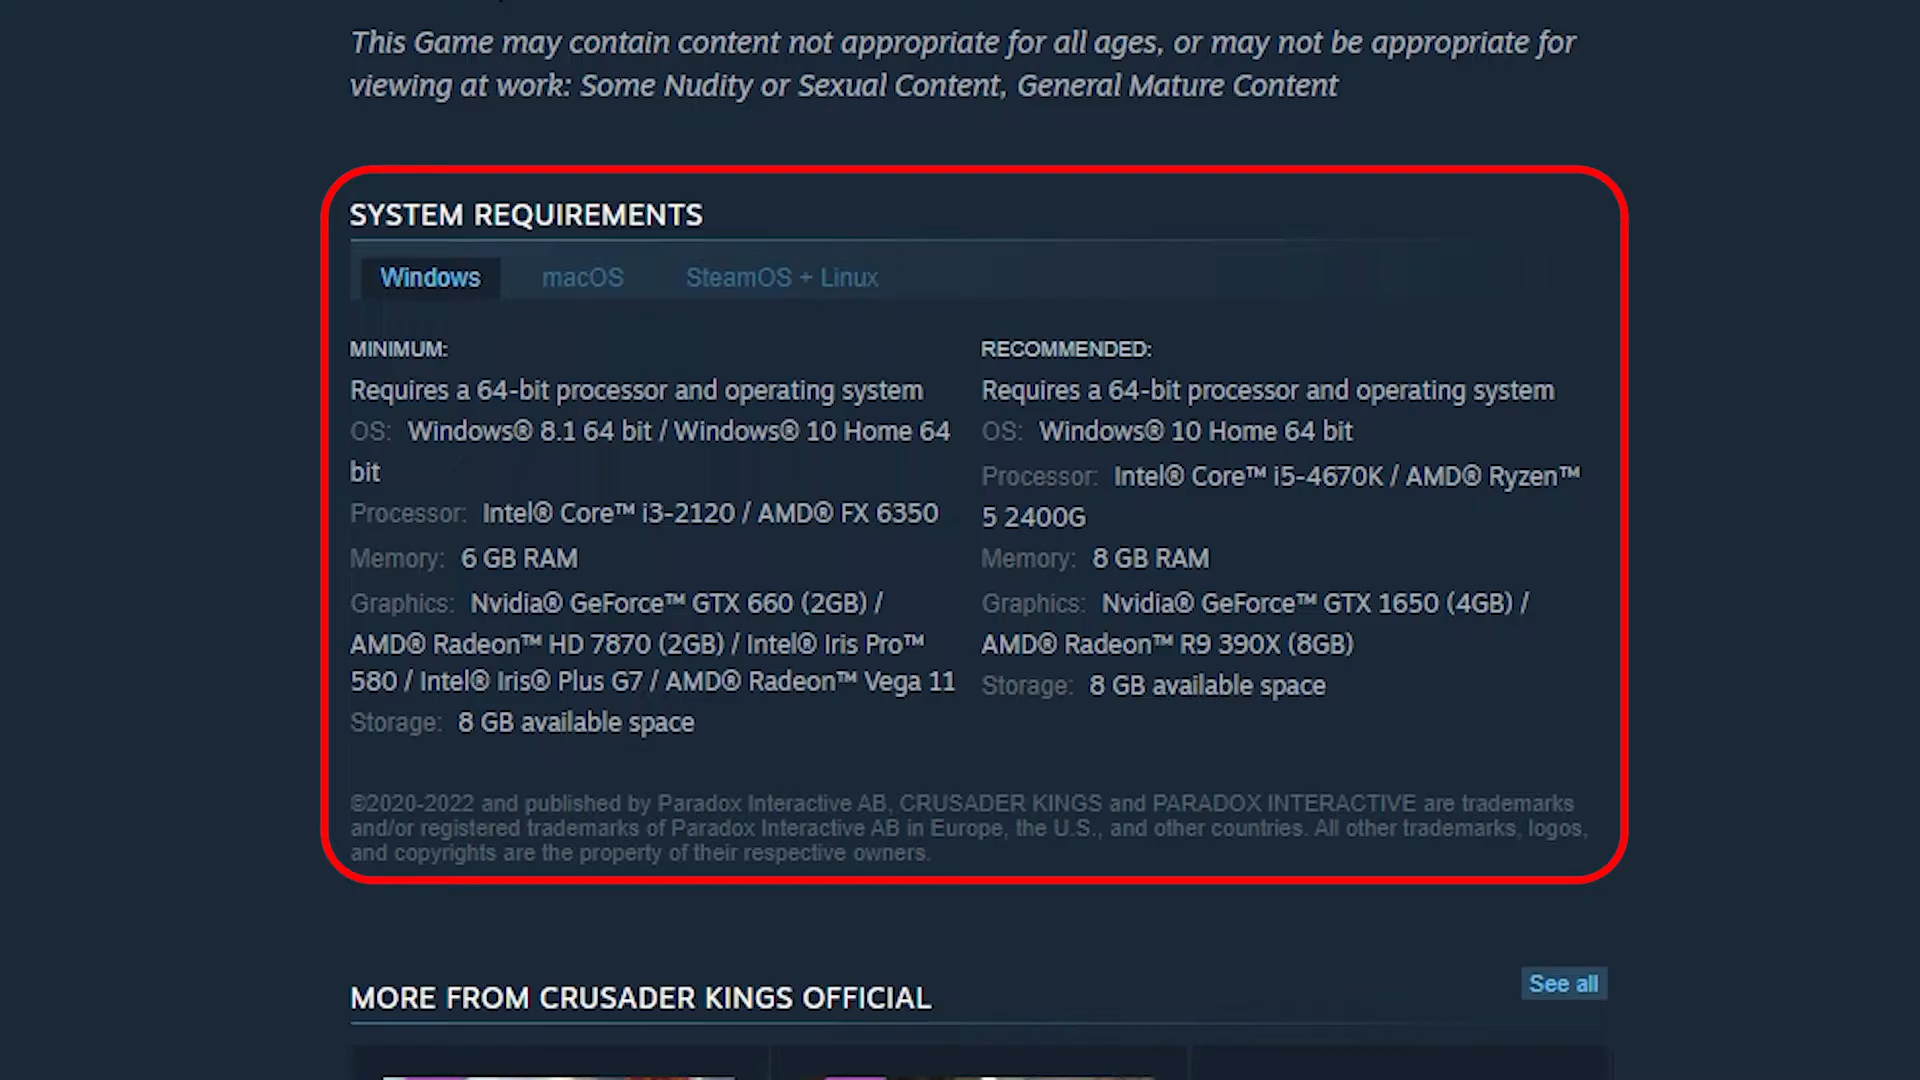 This Game may contain content not appropriate for all ages, or may not be appropriate for
viewing at work: Some Nudity or Sexual Content, General Mature Content
SYSTEM REQUIREMENTS
Windows macOS SteamOS + Linux
MINIMUM:
Requires a 64-bit processor and operating system
OS: Windows® 8.1 64 bit / Windows® 10 Home 64
bit
Processor: Intel® Core™ i3-2120 / AMD® FX 6350
Memory: 6 GB RAM
Graphics: Nvidia® GeForce™ GTX 660 (2GB) /
AMD® Radeon™ HD 7870 (2GB) / Intel® Iris Pro™
580 / Intel® Iris® Plus G7 / AMD® Radeon™ Vega 11
Storage: 8 GB available space
RECOMMENDED:
Requires a 64-bit processor and operating system
OS: Windows® 10 Home 64 bit
Processor: Intel® Core™ i5-4670K / AMD® Ryzen™
5 2400G
Memory: 8 GB RAM
Graphics: Nvidia® GeForce™ GTX 1650 (4GB) /
AMD® Radeon™ R9 390X (8GB)
Storage: 8 GB available space
©2020-2022 and published by Paradox Interactive AB, CRUSADER KINGS and PARADOX INTERACTIVE are trademarks
and/or registered trademarks of Paradox Interactive AB in Europe, the U.S., and other countries. All other trademarks, logos,
and copyrights are the property of their respective owners.
MORE FROM CRUSADER KINGS OFFICIAL
See all